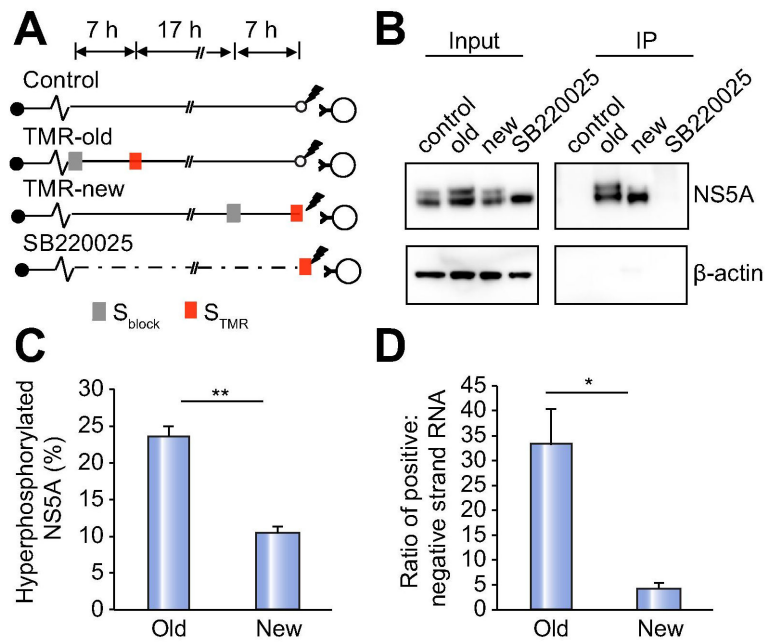 A
7 h 17 h 7 h
Control
TMR-old
TMR-new
SB220025
S block
S TMR
B
Input IP
control old new SB220025 control old new SB220025
NS5A
β-actin
C
Hyperphosphorylated
NS5A (%)
30
25
20
15
10
5
0
**
Old New
D
Ratio of positive:
negative strand RNA
45
40
35
30
25
20
15
10
5
0
*
Old New